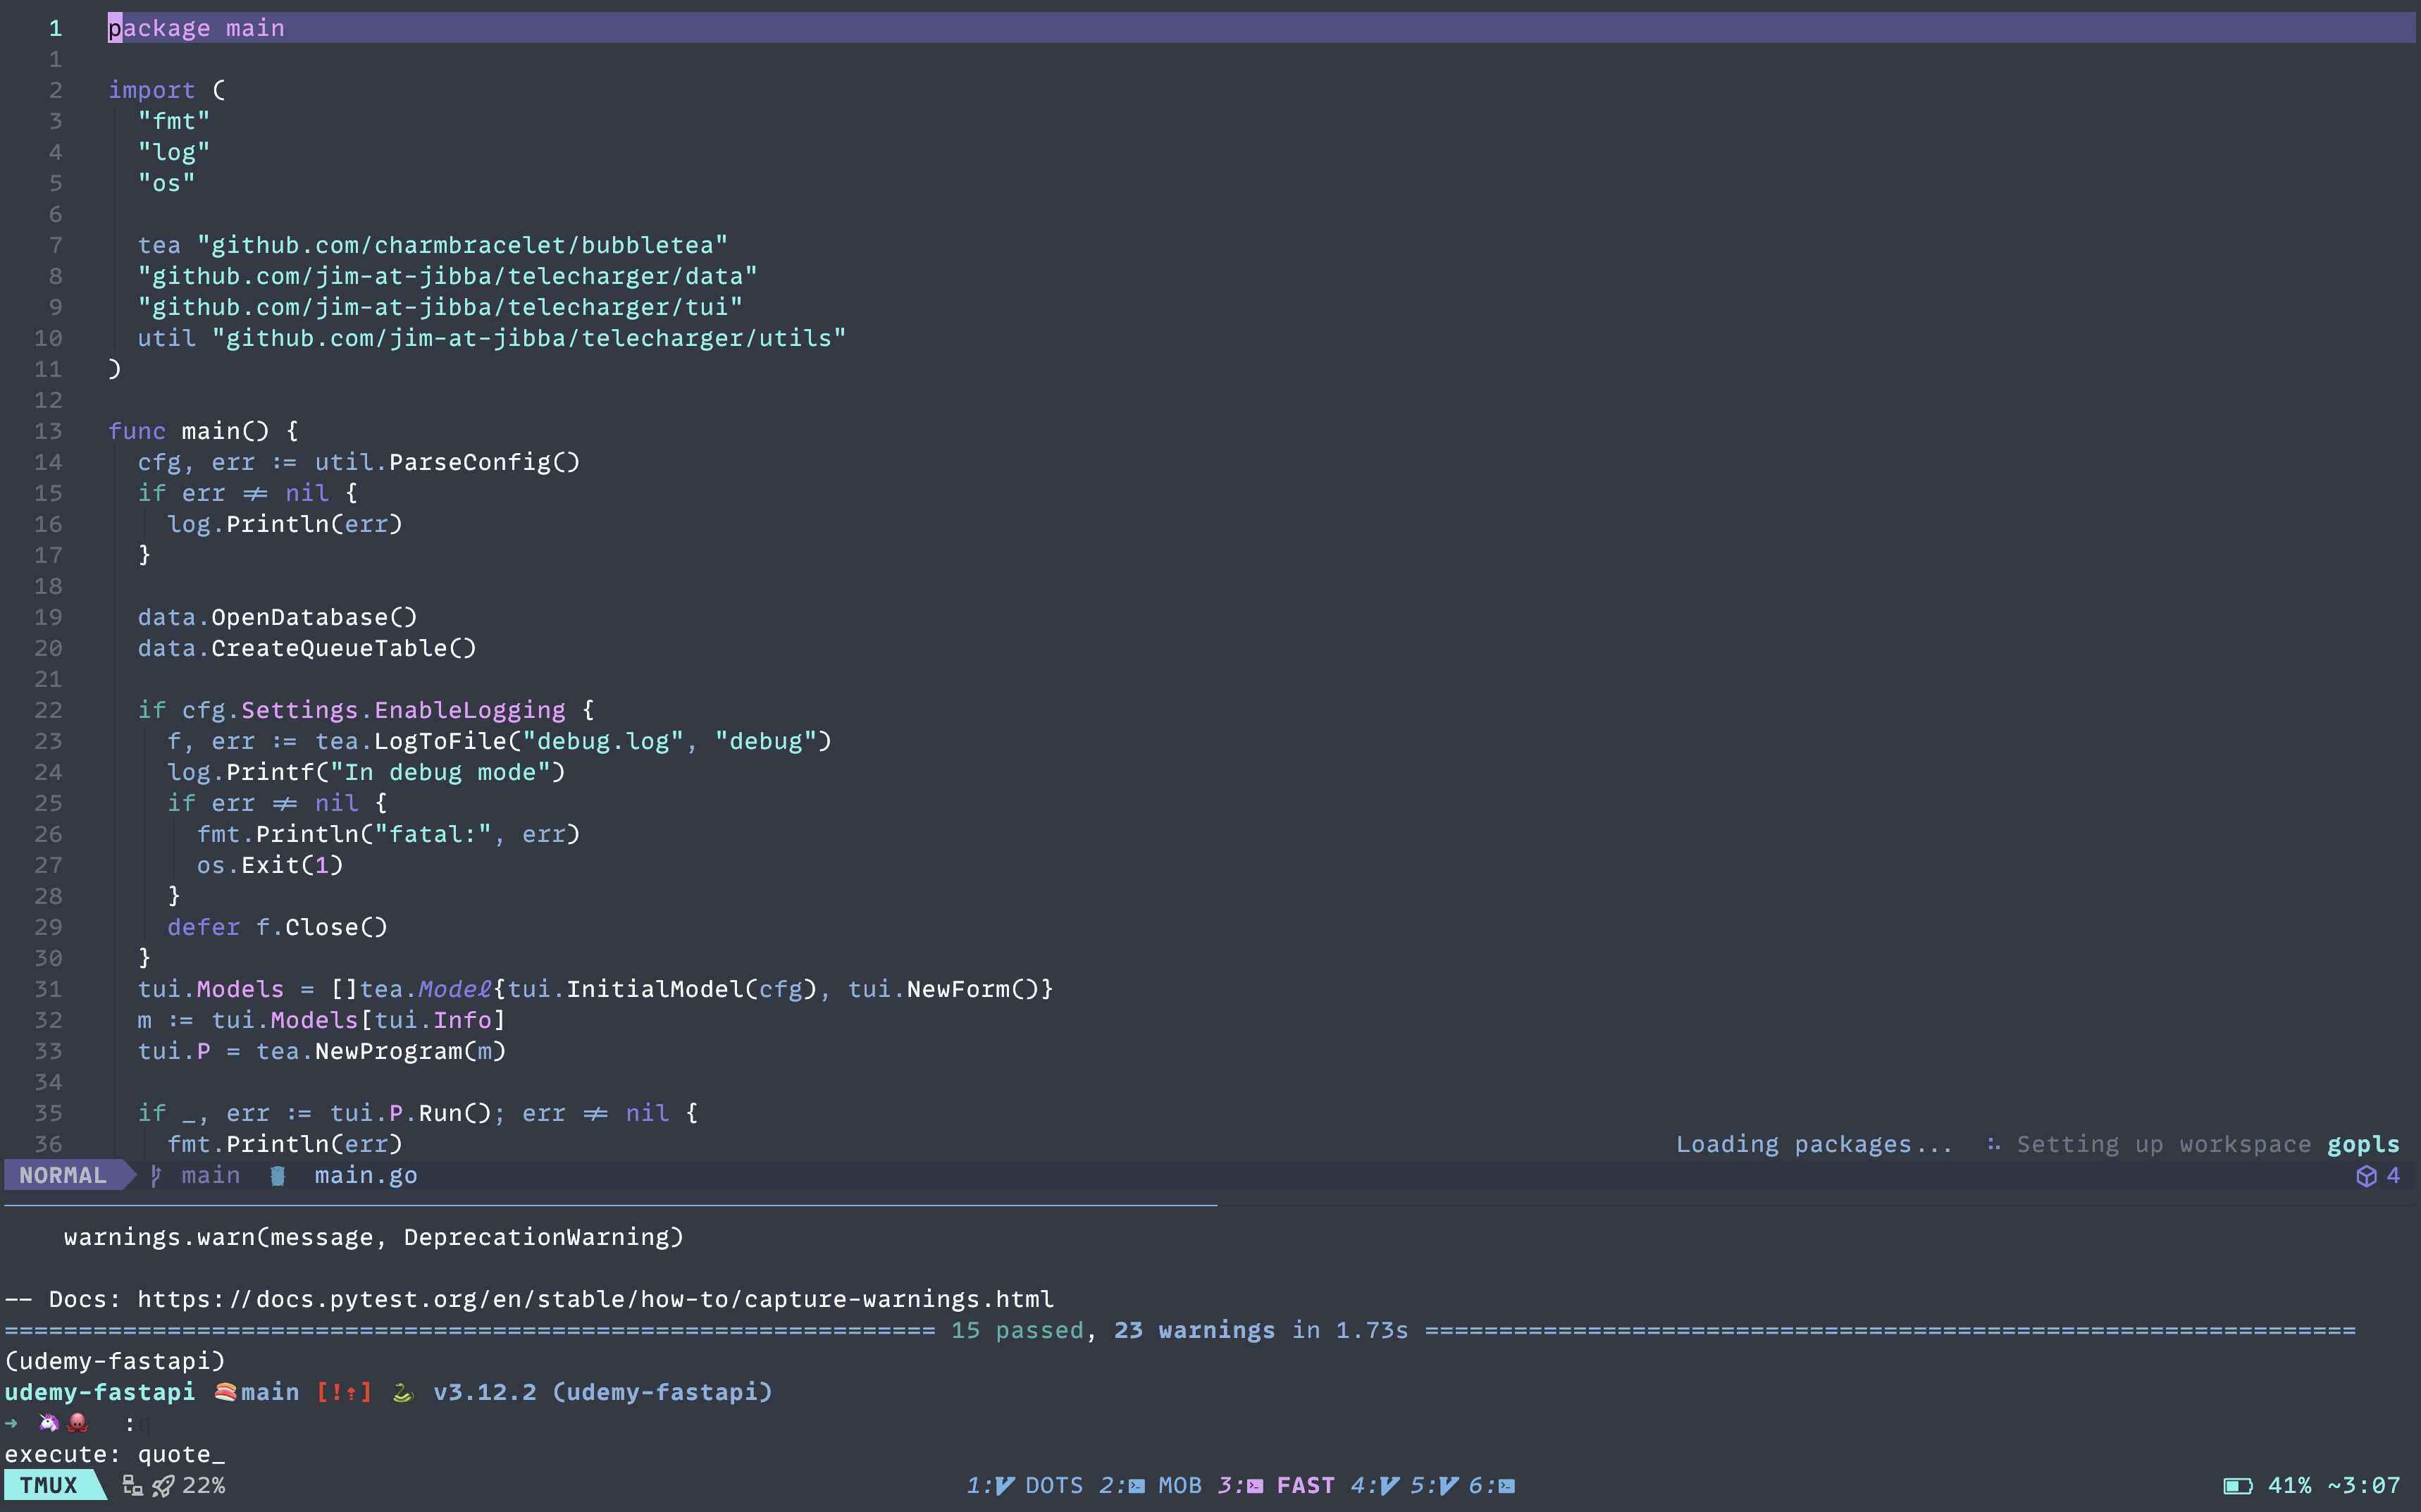 1 package main
1
2 import (
3 "fmt"
4 "log"
5 "os"
6
7 tea "github.com/charmbracelet/bubbletea"
8 "github.com/jim-at-jibba/telecharger/data"
9 "github.com/jim-at-jibba/telecharger/tui"
10 util "github.com/jim-at-jibba/telecharger/utils"
11 )
12
13 func main() {
14 cfg, err := util.ParseConfig()
15 if err != nil {
16 log.Println(err)
17 }
18
19 data.OpenDatabase()
20 data.CreateQueueTable()
21
22 if cfg.Settings.EnableLogging {
23 f, err := tea.LogToFile("debug.log", "debug")
24 log.Printf("In debug mode")
25 if err != nil {
26 fmt.Println("fatal:", err)
27 os.Exit(1)
28 }
29 defer f.Close()
30 }
31 tui.Models = []tea.Model{tui.InitialModel(cfg), tui.NewForm()}
32 m := tui.Models[tui.Info]
33 tui.P = tea.NewProgram(m)
34
35 if _, err := tui.P.Run(); err != nil {
36 fmt.Println(err) Loading packages... Setting up workspace gopls
NORMAL main main.go 4
warnings.warn(message, DeprecationWarning)
-- Docs: https://docs.pytest.org/en/stable/how-to/capture-warnings.html
=============================================================== 15 passed, 23 warnings in 1.73s ===============================================================
(udemy-fastapi)
udemy-fastapi 🍣main [!⇡] 🐍 v3.12.2 (udemy-fastapi)
➜ 🦄🐙 :q
execute: quote_
TMUX 22% 1: DOTS 2: MOB 3: FAST 4: 5: 6: 41% ~3:07